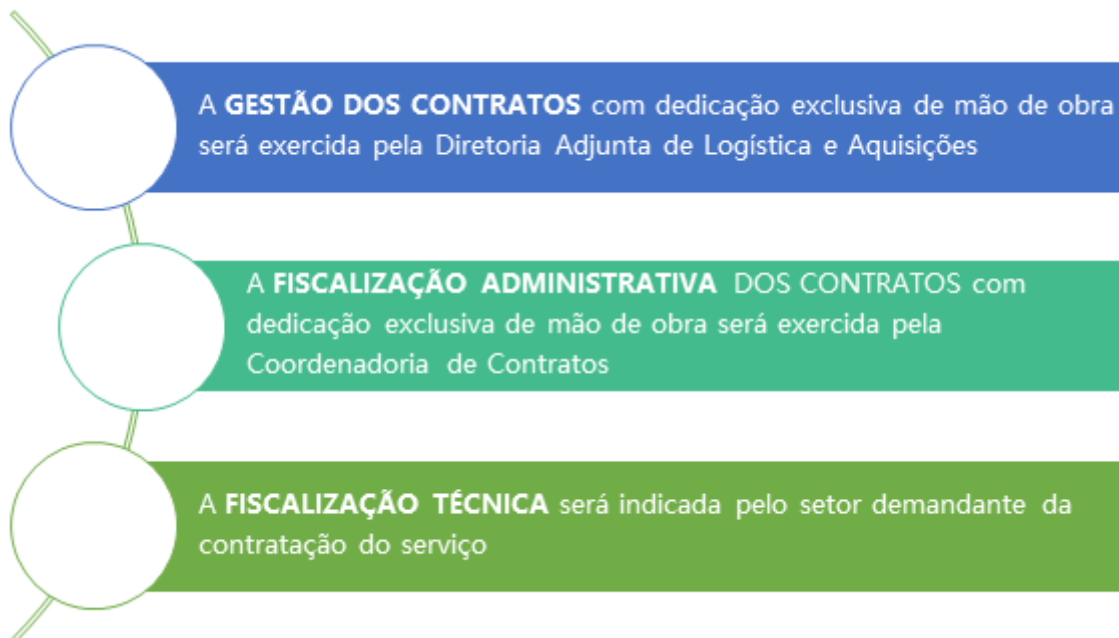 A GESTÃO DOS CONTRATOS com dedicação exclusiva de mão de obra
será exercida pela Diretoria Adjunta de Logística e Aquisições
A FISCALIZAÇÃO ADMINISTRATIVA DOS CONTRATOS com
dedicação exclusiva de mão de obra será exercida pela
Coordenadoria de Contratos
A FISCALIZAÇÃO TÉCNICA será indicada pelo setor demandante da
contratação do serviço